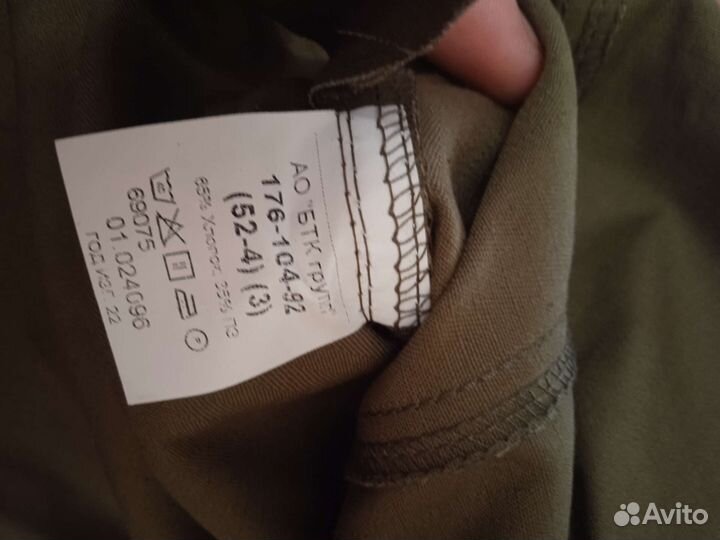 АО "БТК групп"
176-104-92
(52-4) (3)
65% Хлопок, 35% ПЭ
69075
01.024096
ГОД ИЗГ. 22
Avito